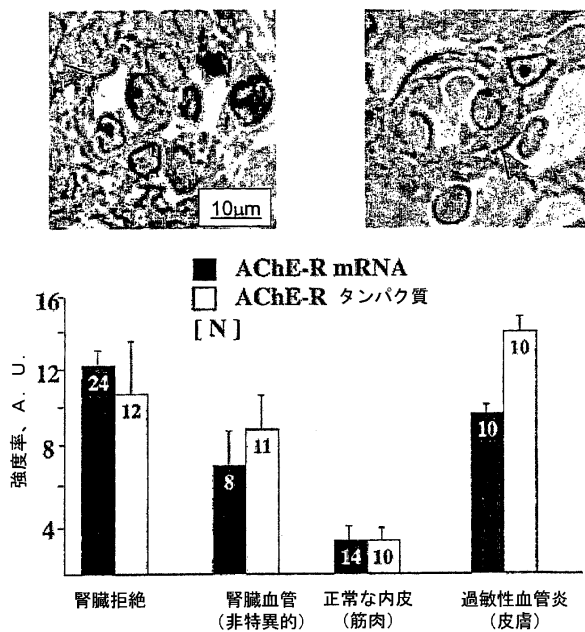 10μm
AChE-R mRNA
AChE-R タンパク質
[ N ]
強度率、A. U.
16
12
8
4
24
12
8
11
14
10
10
10
腎臓拒絶
腎臓血管
(非特異的)
正常な内皮
(筋肉)
過敏性血管炎
(皮膚)